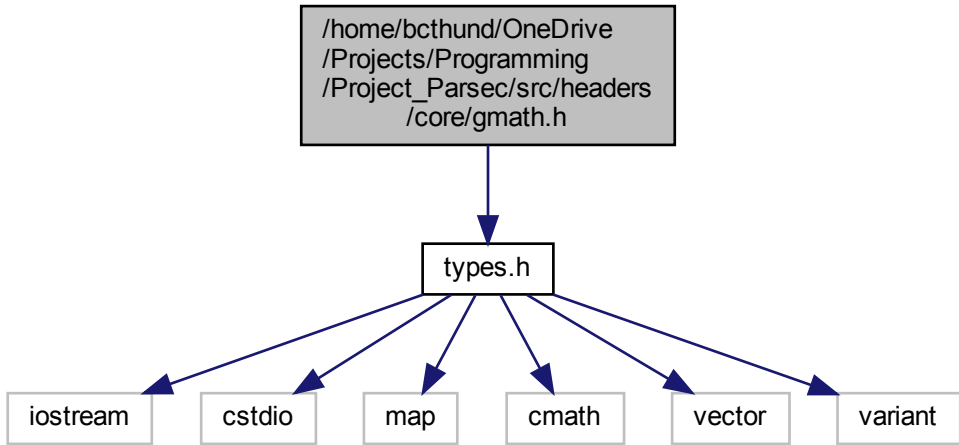 /home/bcthund/OneDrive
/Projects/Programming
/Project_Parsec/src/headers
/core/gmath.h
types.h
iostream
cstdio
map
cmath
vector
variant